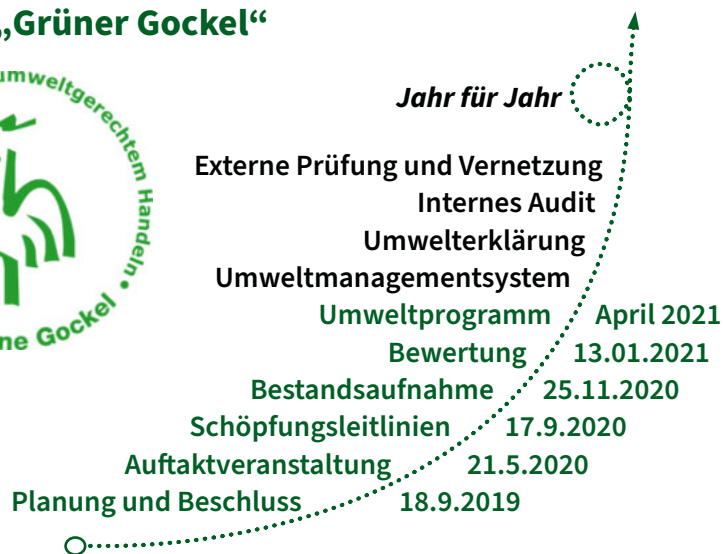 „Grüner Gockel“
umweltgerechtem Handeln •
ne Gockel
Jahr für Jahr
Externe Prüfung und Vernetzung
Internes Audit
Umwelterklärung
Umweltmanagementsystem
Umweltprogramm April 2021
Bewertung 13.01.2021
Bestandsaufnahme 25.11.2020
Schöpfungsleitlinien 17.9.2020
Auftaktveranstaltung 21.5.2020
Planung und Beschluss 18.9.2019